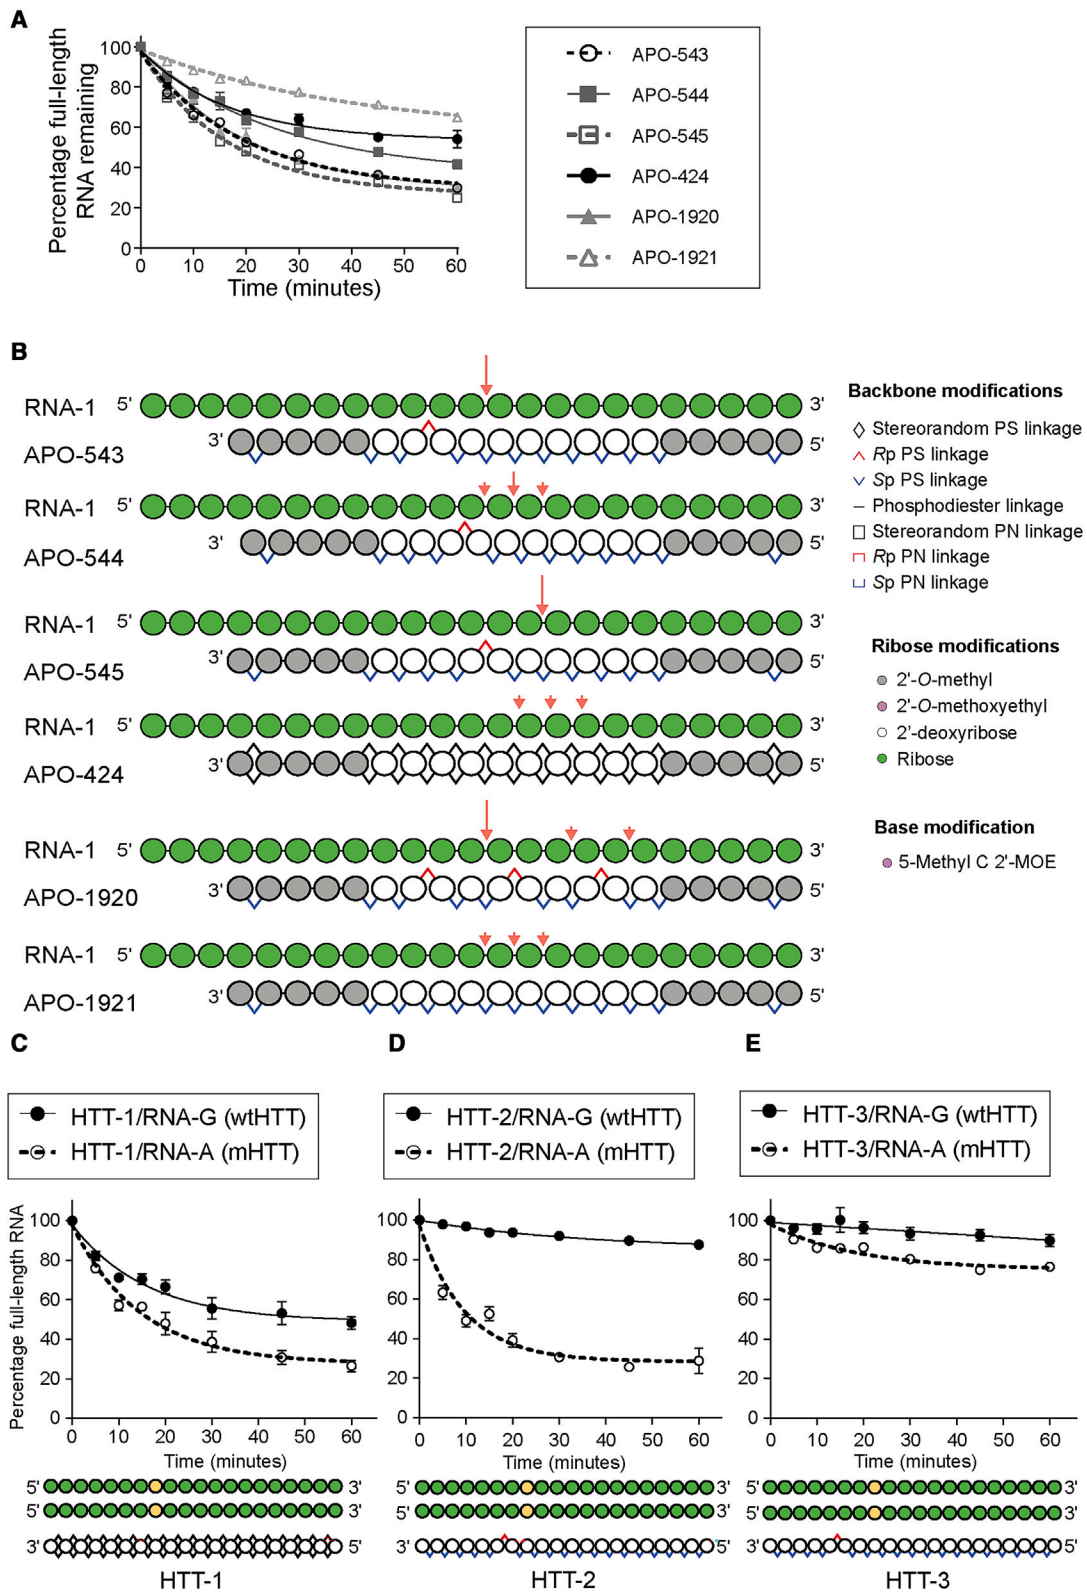 A
Percentage full-length
RNA remaining
100
80
60
40
20
0
0
10
20
30
40
50
60
Time (minutes)
APO-543
APO-544
APO-545
APO-424
APO-1920
APO-1921
B
RNA-1 5' 3'
APO-543 3' 5'
RNA-1 5' 3'
APO-544 3' 5'
RNA-1 5' 3'
APO-545 3' 5'
RNA-1 5' 3'
APO-424 3' 5'
RNA-1 5' 3'
APO-1920 3' 5'
RNA-1 5' 3'
APO-1921 3' 5'
Backbone modifications
Stereorandom PS linkage
Rp PS linkage
Sp PS linkage
Phosphodiester linkage
Stereorandom PN linkage
Rp PN linkage
Sp PN linkage
Ribose modifications
2'-O-methyl
2'-O-methoxyethyl
2'-deoxyribose
Ribose
Base modification
5-Methyl C 2'-MOE
C
HTT-1/RNA-G (wtHTT)
HTT-1/RNA-A (mHTT)
Percentage full-length RNA
100
80
60
40
20
0
0 10 20 30 40 50 60
Time (minutes)
5' 3'
5' 3'
3' 5'
HTT-1
D
HTT-2/RNA-G (wtHTT)
HTT-2/RNA-A (mHTT)
100
80
60
40
20
0
0 10 20 30 40 50 60
Time (minutes)
5' 3'
5' 3'
3' 5'
HTT-2
E
HTT-3/RNA-G (wtHTT)
HTT-3/RNA-A (mHTT)
100
80
60
40
20
0
0 10 20 30 40 50 60
Time (minutes)
5' 3'
5' 3'
3' 5'
HTT-3